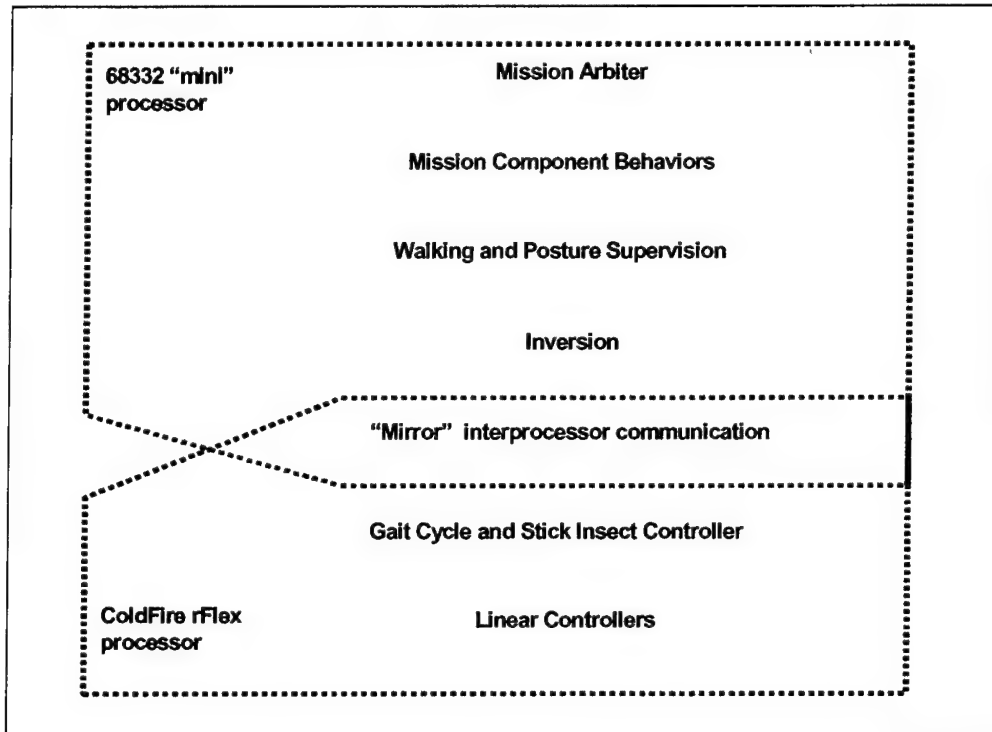 68332 "mini"
processor
Mission Arbiter
Mission Component Behaviors
Walking and Posture Supervision
Inversion
"Mirror" interprocessor communication
Gait Cycle and Stick Insect Controller
ColdFire rFlex
processor
Linear Controllers